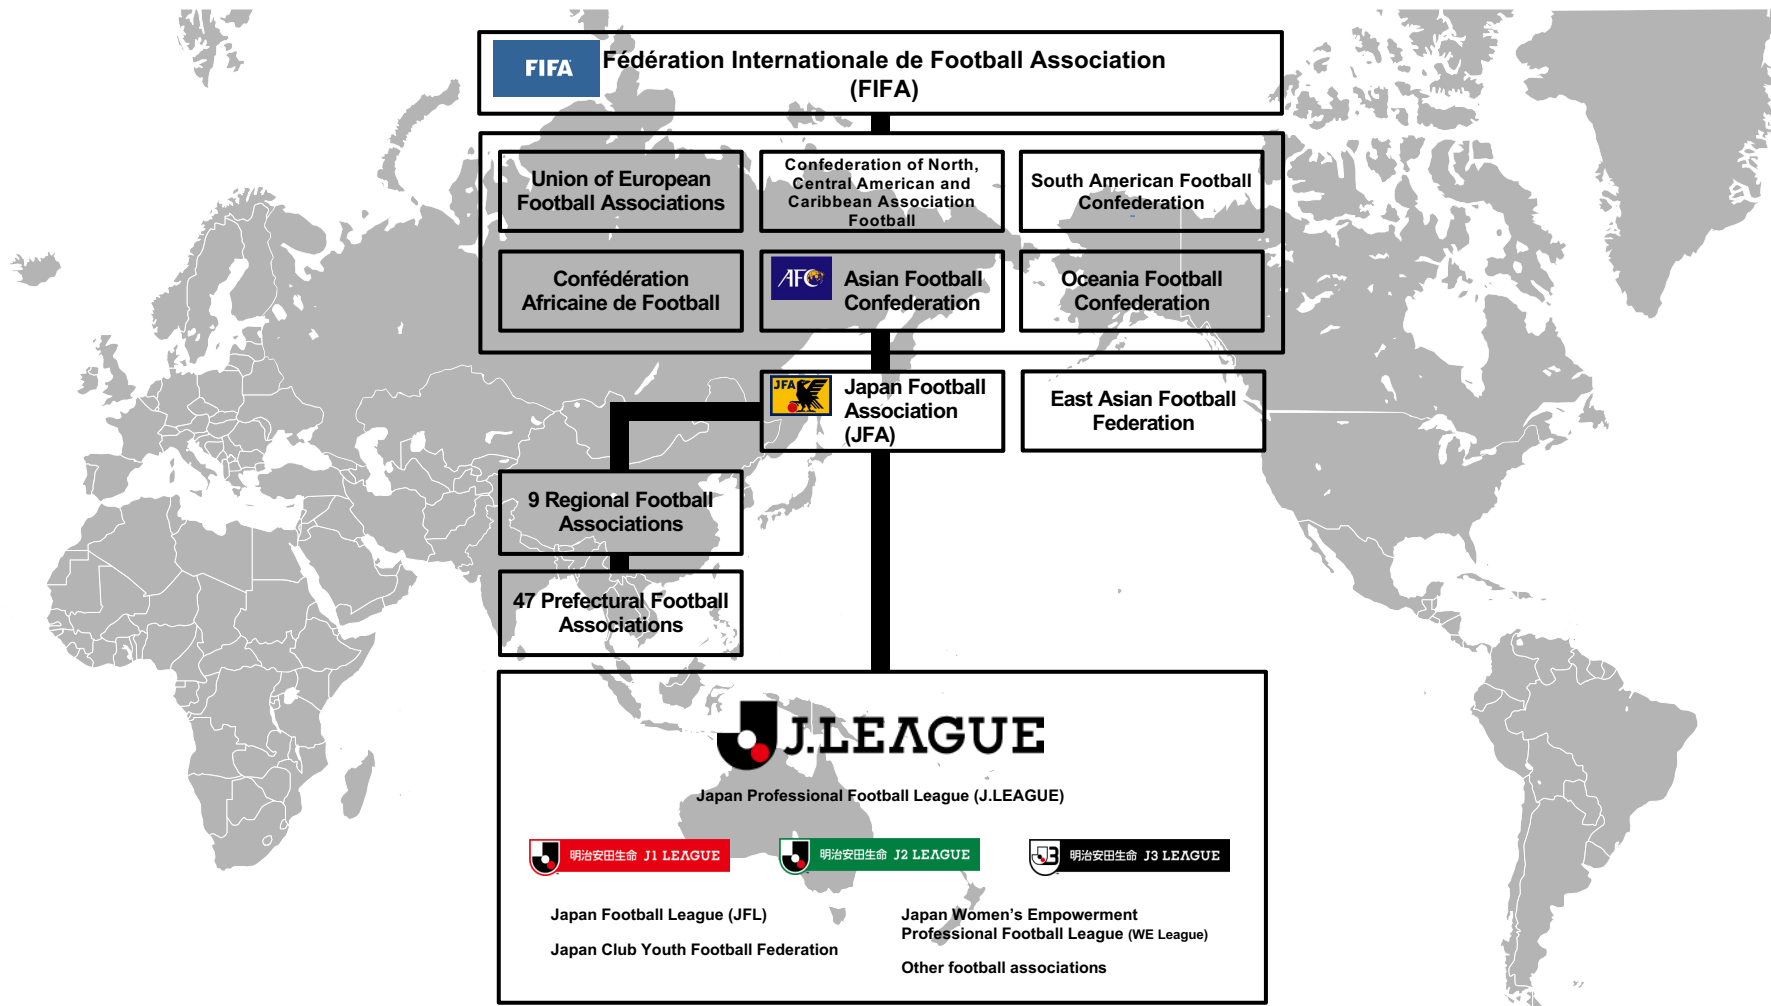 FIFA
Fédération Internationale de Football Association
(FIFA)
Union of European
Football Associations
Confederation of North,
Central American and
Caribbean Association
Football
South American Football
Confederation
Confédération
Africaine de Football
AFC
Asian Football
Confederation
Oceania Football
Confederation
JFA
Japan Football
Association
(JFA)
East Asian Football
Federation
9 Regional Football
Associations
47 Prefectural Football
Associations
J.LEAGUE
Japan Professional Football League (J.LEAGUE)
明治安田生命 J1 LEAGUE
明治安田生命 J2 LEAGUE
J3 明治安田生命 J3 LEAGUE
Japan Football League (JFL)
Japan Club Youth Football Federation
Japan Women’s Empowerment
Professional Football League (WE League)
Other football associations